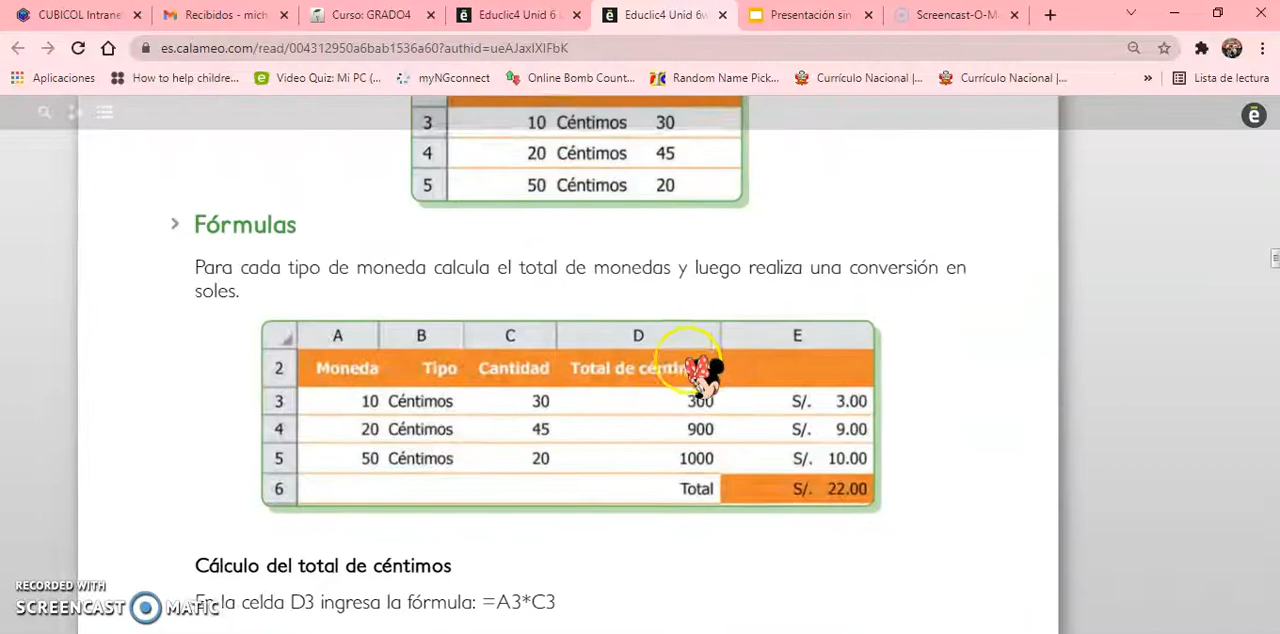 CUBICOL Intranet
Recibidos - mich
Curso: GRADO4
Educlic4 Unid 6
Educlic4 Unid 6w
Presentación sin
Screencast-O-M
es.calameo.com/read/004312950a6bab1536a60?authid=ueAJaxIXIFbK
Aplicaciones
How to help childre...
Video Quiz: Mi PC (...
myNGconnect
Online Bomb Count...
Random Name Pick...
Currículo Nacional |...
Currículo Nacional |...
»
Lista de lectura
3 10 Céntimos 30
4 20 Céntimos 45
5 50 Céntimos 20
Fórmulas
Para cada tipo de moneda calcula el total de monedas y luego realiza una conversión en
soles.
A B C D E
2 Moneda Tipo Cantidad Total de
3 10 Céntimos 30 300 S/. 3.00
4 20 Céntimos 45 900 S/. 9.00
5 50 Céntimos 20 1000 S/. 10.00
6 Total S/. 22.00
Cálculo del total de céntimos
En la celda D3 ingresa la fórmula: =A3*C3
RECORDED WITH
SCREENCAST MATIC